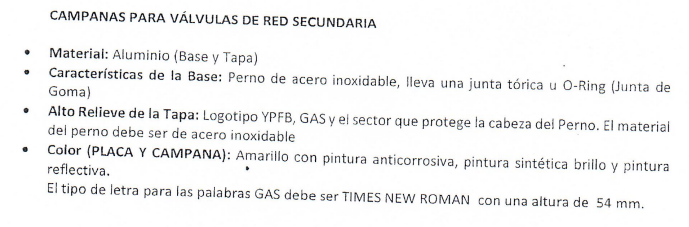 CAMPANAS PARA VÁLVULAS DE RED SECUNDARIA
• Material: Aluminio (Base y Tapa)
• Características de la Base: Perno de acero inoxidable, lleva una junta tórica u O-Ring (Junta de
Goma)
• Alto Relieve de la Tapa: Logotipo YPFB, GAS y el sector que protege la cabeza del Perno. El material
del perno debe ser de acero inoxidable
• Color (PLACA Y CAMPANA): Amarillo con pintura anticorrosiva, pintura sintética brillo y pintura
reflectiva.
El tipo de letra para las palabras GAS debe ser TIMES NEW ROMAN con una altura de 54 mm.